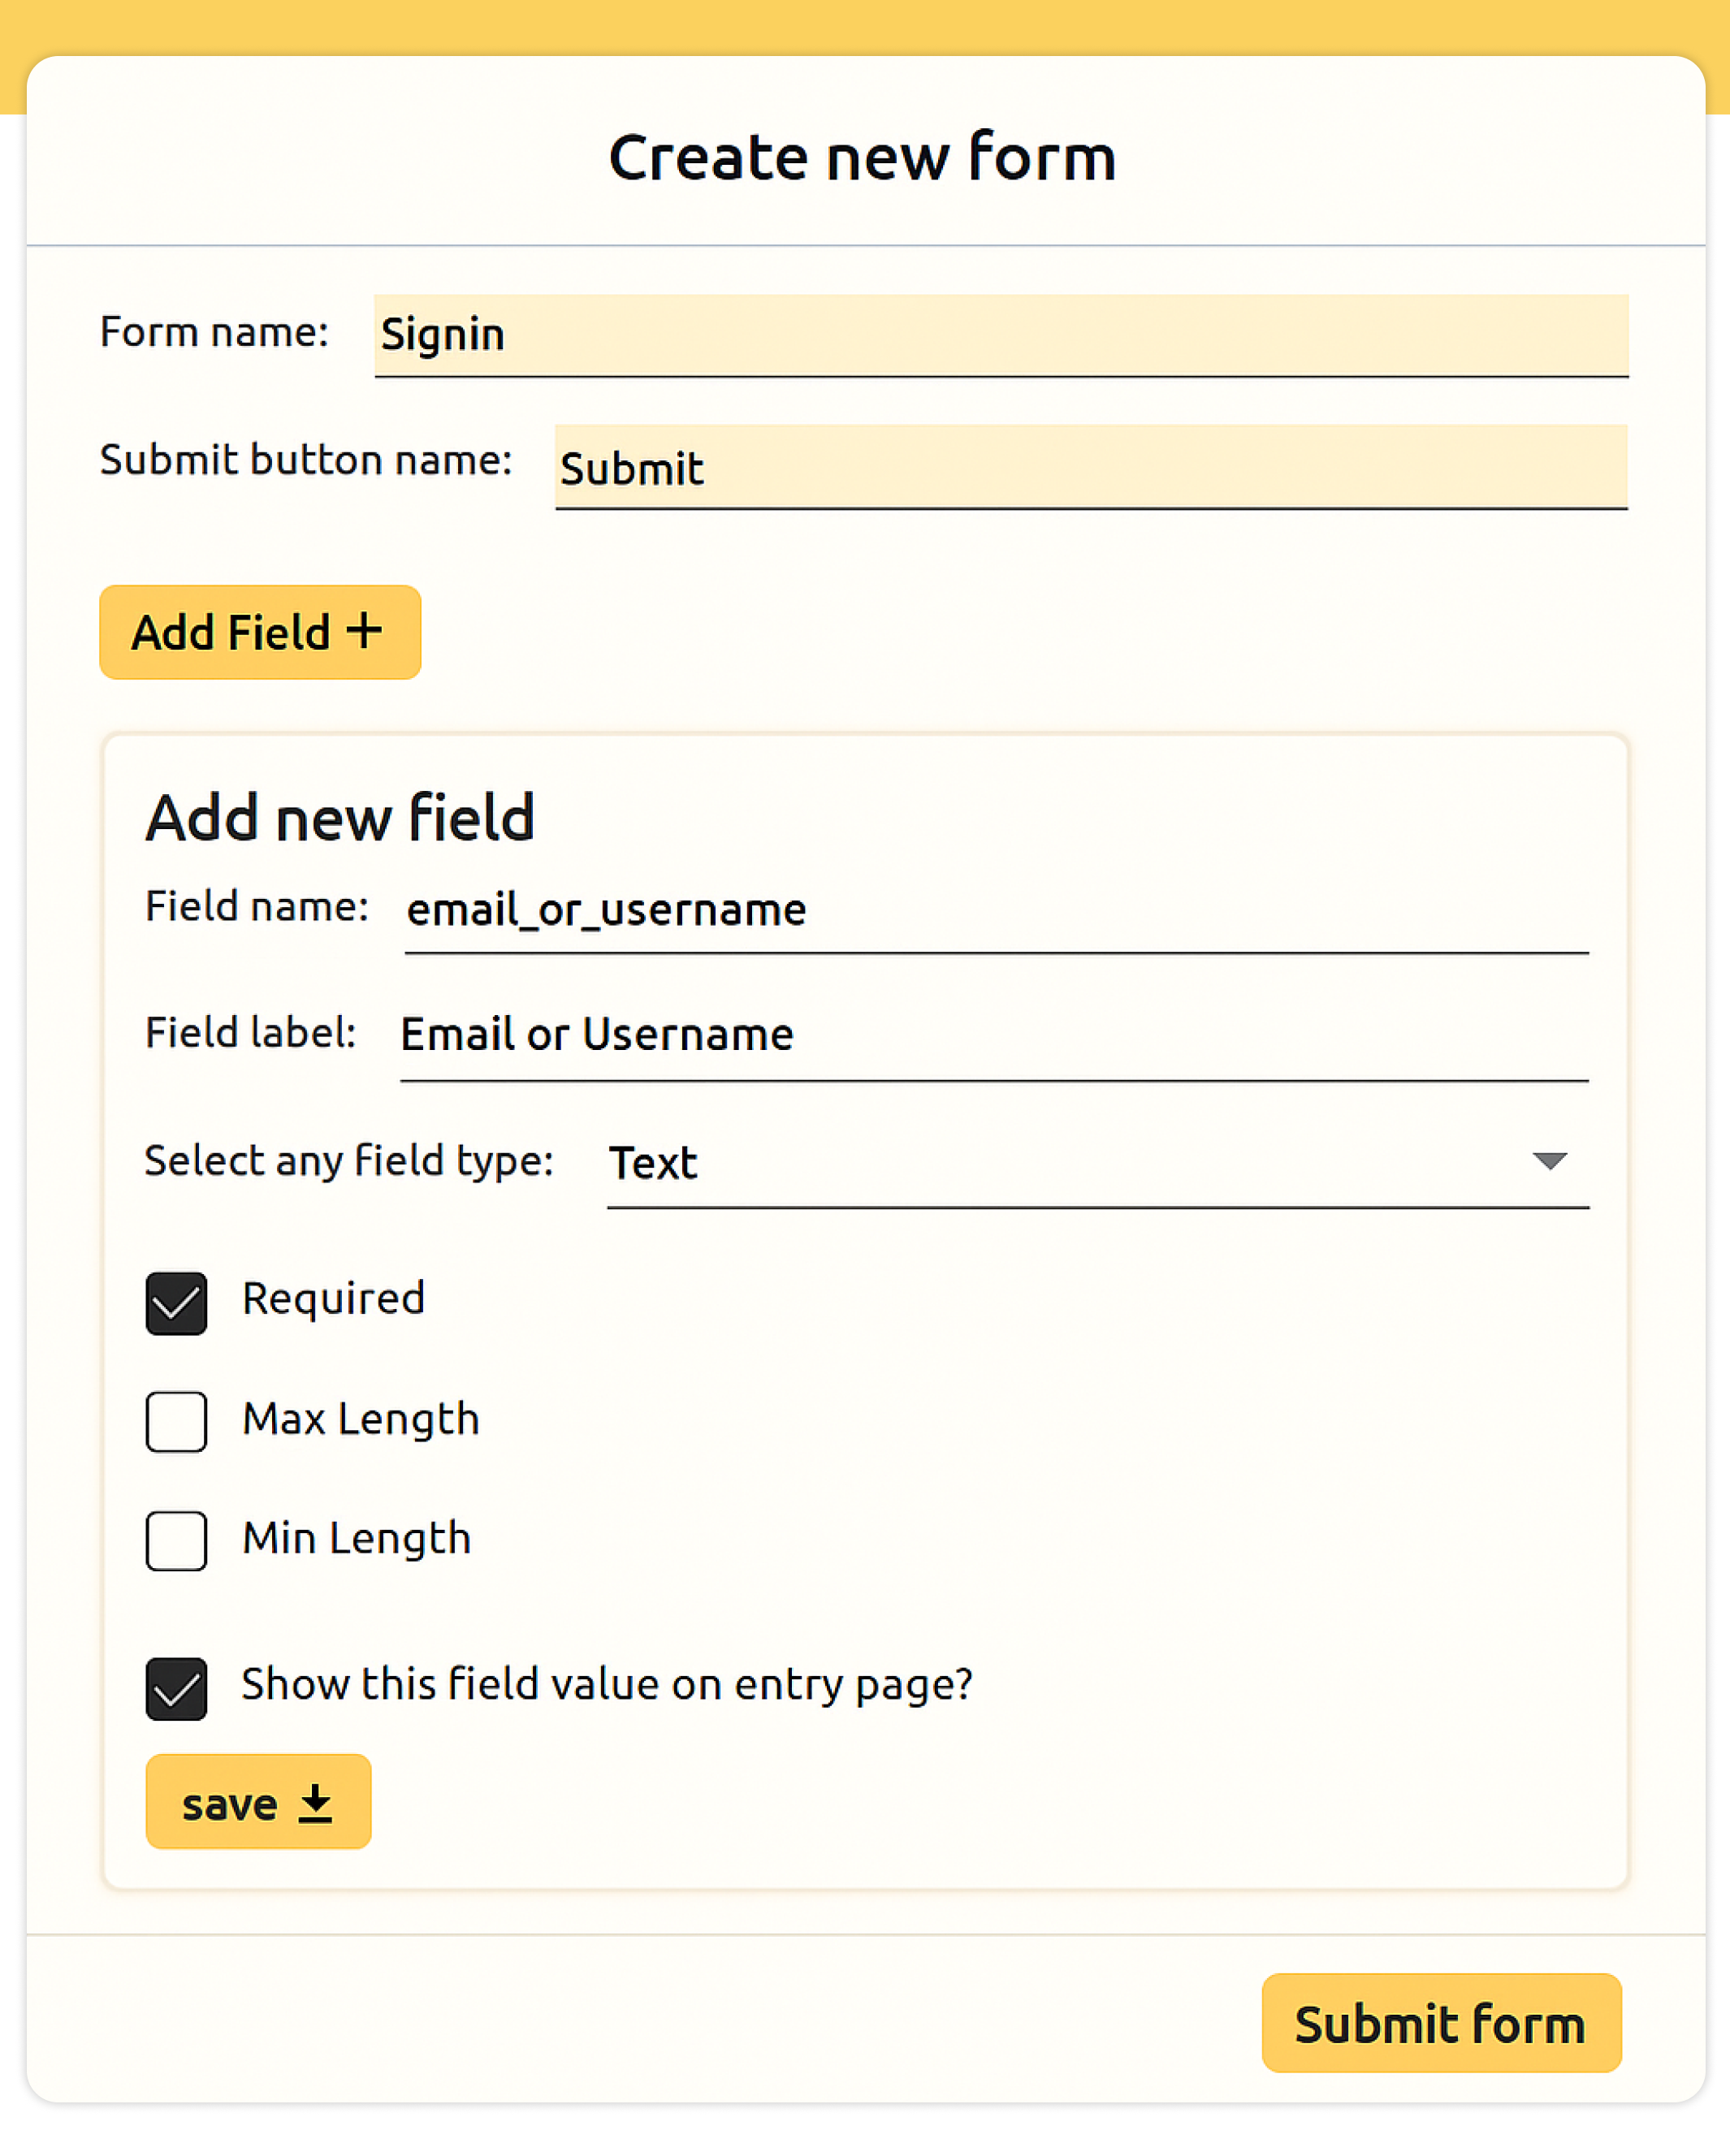 Create new form
Form name: Signin
Submit button name: Submit
Add Field +
Add new field
Field name: email_or_username
Field label: Email or Username
Select any field type: Text
Required
Max Length
Min Length
Show this field value on entry page?
save
Submit form